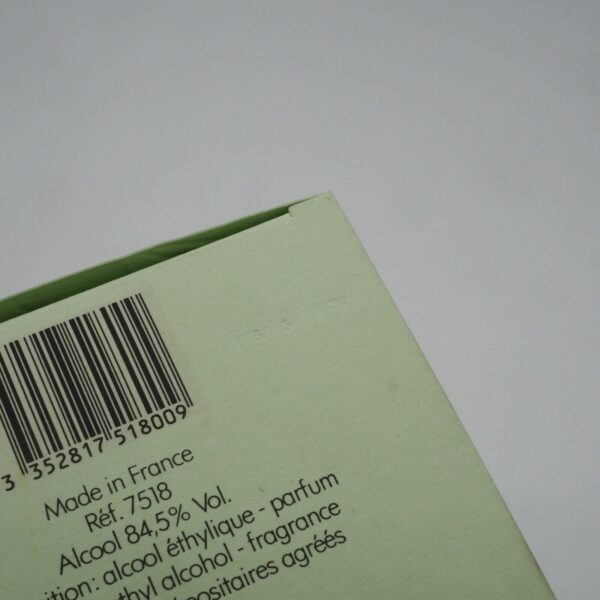 3 352817 518009
Made in France
Réf. 7518
Alcool 84,5% Vol.
ition: alcool éthylique - parfum
thyl alcohol - fragrance
positaires agréés